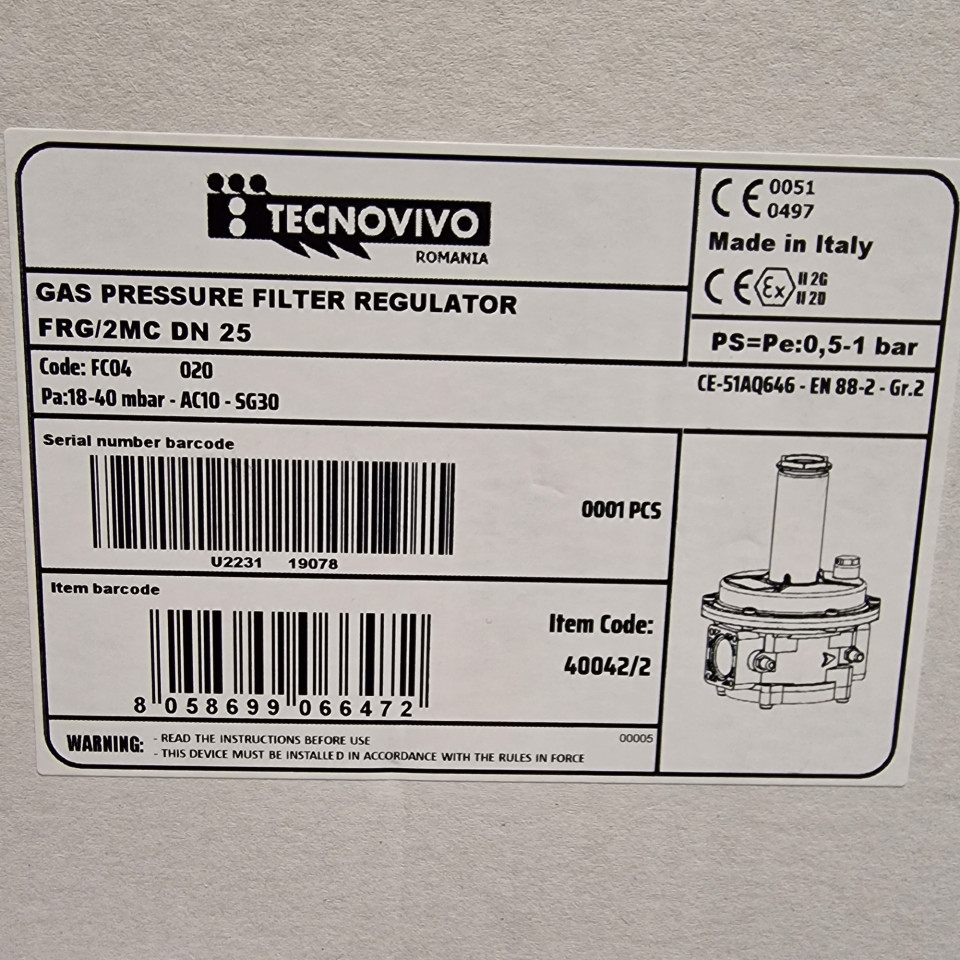 TECNOVIVO
ROMANIA
CE 0051
0497
Made in Italy
CE Ex II 2G
II 2D
GAS PRESSURE FILTER REGULATOR
FRG/2MC DN 25
PS=Pe:0,5-1 bar
Code: FC04 020
Pa:18-40 mbar - AC10 - SG30
CE-51AQ646 - EN 88-2 - Gr.2
Serial number barcode
0001 PCS
U2231 19078
Item barcode
Item Code:
40042/2
8 058699 066472
WARNING: - READ THE INSTRUCTIONS BEFORE USE
- THIS DEVICE MUST BE INSTALLED IN ACCORDANCE WITH THE RULES IN FORCE
00005